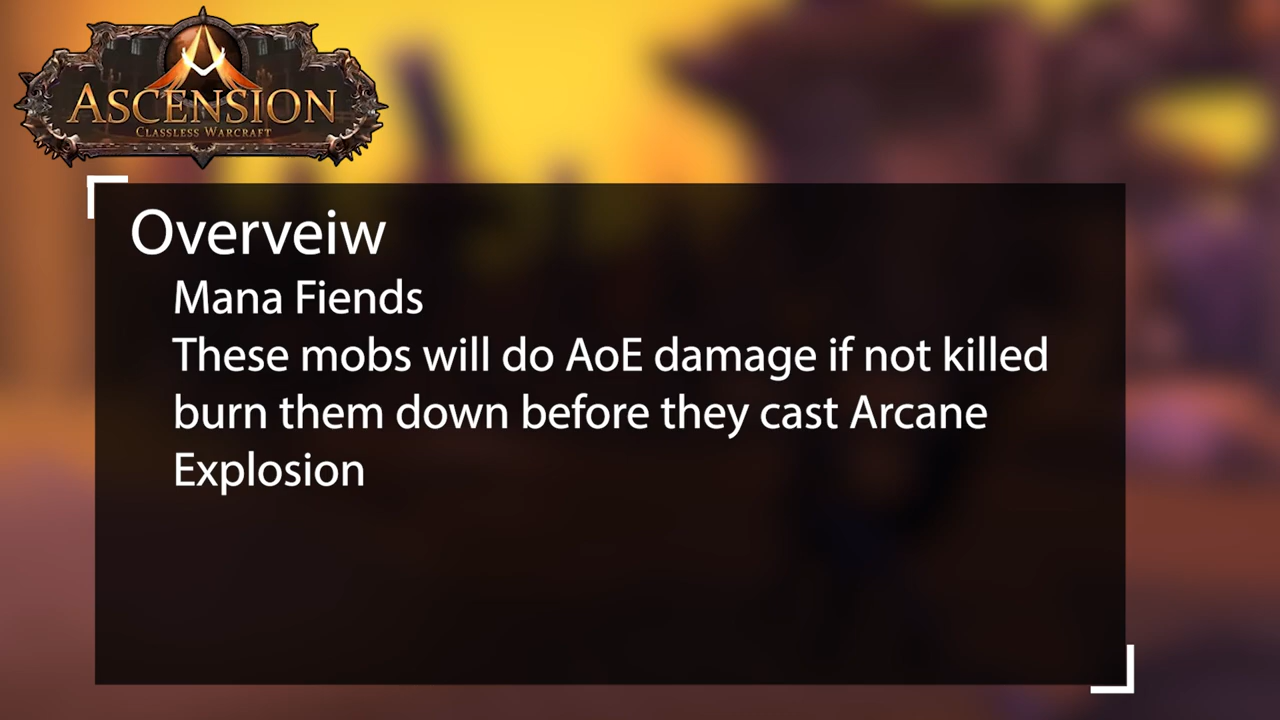 ASCENSION
CLASSLESS WARCRAFT
Overveiw
Mana Fiends
These mobs will do AoE damage if not killed
burn them down before they cast Arcane
Explosion